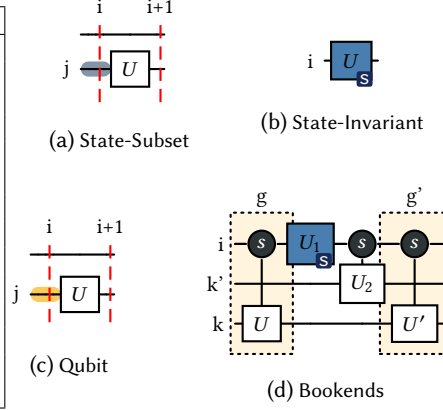 i i+1
j U
(a) State-Subset
i U
S
(b) State-Invariant
i i+1
j U
(c) Qubit
g g’
i s U₁ s s
S
k’ U₂
k U U′
(d) Bookends